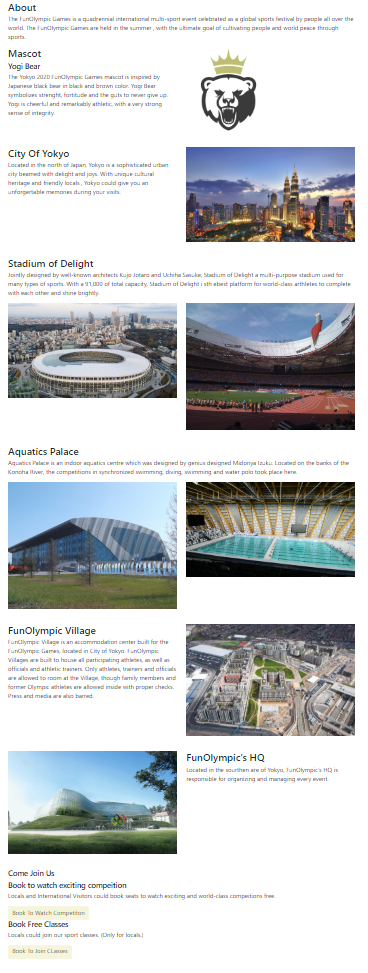 About
The FunOlympic Games is a quadrennial international multi-sport event celebrated as a global sports festival by people all over the
world. The FunOlympic Games are held in the summer , with the ultimate goal of cultivating people and world peace through
sports.
Mascot
Yogi Bear
The Yokyo 2020 FunOlympic Games mascot is inspired by
Japanese black bear in black and brown color. Yogi Bear
symbolizes strenght, fortitude and the guts to never give up.
Yogi is cheerful and remarkably athletic, with a very strong
sense of integrity.
City Of Yokyo
Located in the north of Japan, Yokyo is a sophisticated urban
city beamed with delight and joys. With unique cultural
heritage and friendly locals , Yokyo could give you an
unforgetable memories during your visits.
Stadium of Delight
Jointly designed by well-known architects Kujo Jotaro and Uchiha Sasuke, Stadium of Delight a multi-purpose stadium used for
many types of sports. With a 91,000 of total capacity, Stadium of Delight i sth ebest platform for world-class arthletes to complete
with each other and shine brightly.
Aquatics Palace
Aquatics Palace is an indoor aquatics centre which was designed by genius designed Midoriya Izuku. Located on the banks of the
Konoha River, the competitions in synchronized swimming, diving, swimming and water polo took place here.
FunOlympic Village
FunOlympic Village is an accommodation center built for the
FunOlympic Games, located in City of Yokyo. FunOlympic
Villages are built to house all participating athletes, as well as
officials and athletic trainers. Only athletes, trainers and officials
are allowed to room at the Village, though family members and
former Olympic athletes are allowed inside with proper checks.
Press and media are also barred.
FunOlympic's HQ
Located in the sourthen are of Yokyo, FunOlympic's HQ is
responsible for organizing and managing every event.
Come Join Us
Book to watch exciting compeition
Locals and International Visitors could book seats to watch exciting and world-class compeitions free.
Book To Watch Competiton
Book Free Classes
Locals could join our sport classes. (Only for locals.)
Book To Join CLasses